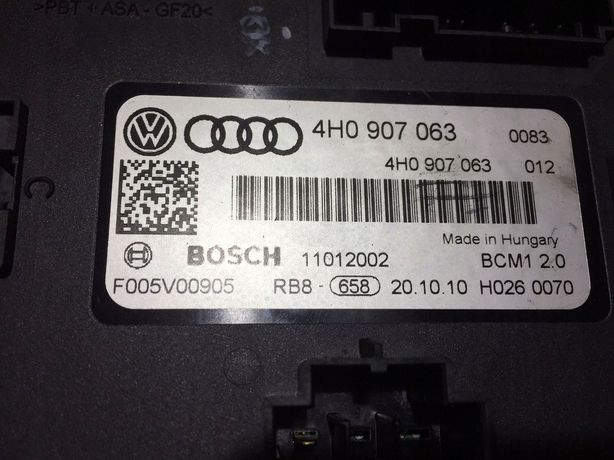 >PBT + ASA - GF20<
4H0 907 063 0083
4H0 907 063 012
Made in Hungary
BOSCH 11012002 BCM1 2.0
F005V00905 RB8 - 658 20.10.10 H026 0070
C